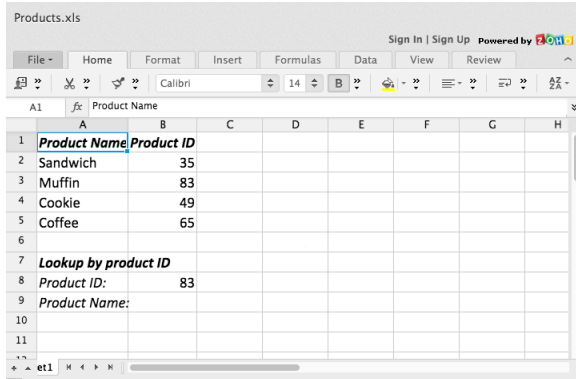 Products.xls
Sign In | Sign Up Powered by ZOHO
File Home Format Insert Formulas Data View Review
Calibri 14 B AZ ZA
A1 fx Product Name
A B C D E F G H
1 Product Name Product ID
2 Sandwich 35
3 Muffin 83
4 Cookie 49
5 Coffee 65
6
7 Lookup by product ID
8 Product ID: 83
9 Product Name:
10
11
et1